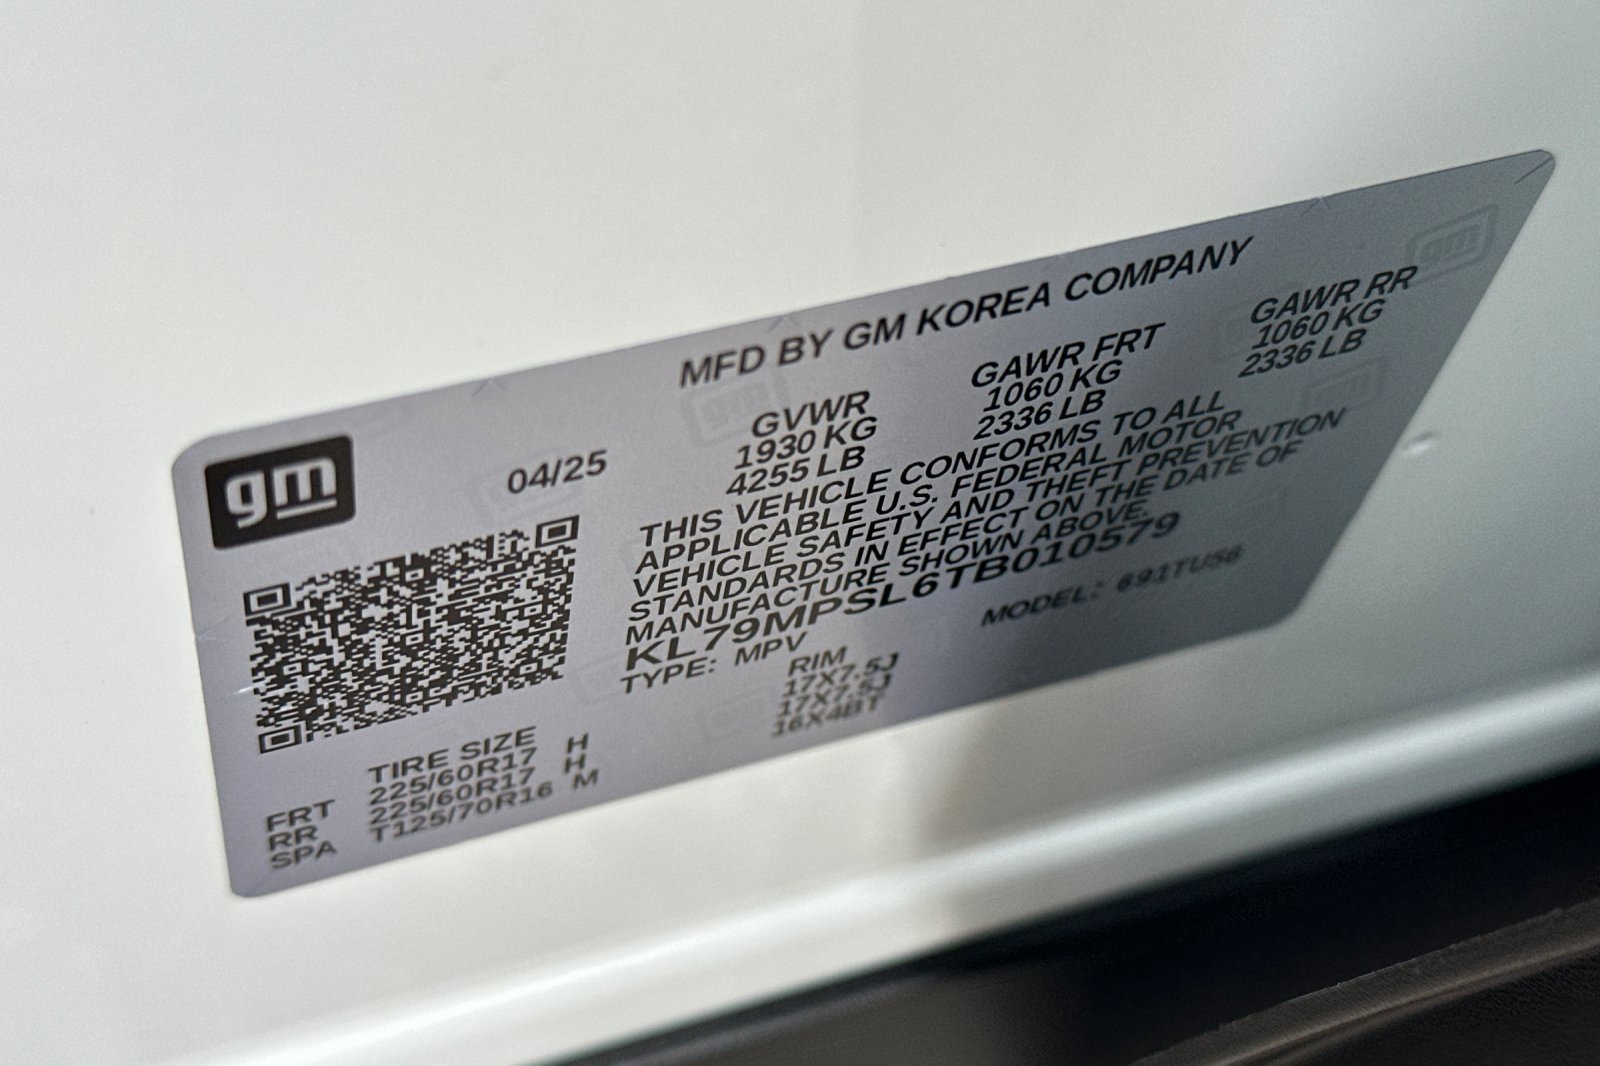 MFD BY GM KOREA COMPANY
gm
04/25
GVWR GAWR FRT GAWR RR
1930 KG 1060 KG 1060 KG
4255 LB 2336 LB 2336 LB
THIS VEHICLE CONFORMS TO ALL
APPLICABLE U.S. FEDERAL MOTOR
VEHICLE SAFETY AND THEFT PREVENTION
STANDARDS IN EFFECT ON THE DATE OF
MANUFACTURE SHOWN ABOVE.
KL79MPSL6TB010579
TYPE: MPV MODEL: 691TU56
TIRE SIZE RIM
FRT 225/60R17 H 17X7.5J
RR 225/60R17 H 17X7.5J
SPA T125/70R16 M 16X4BT